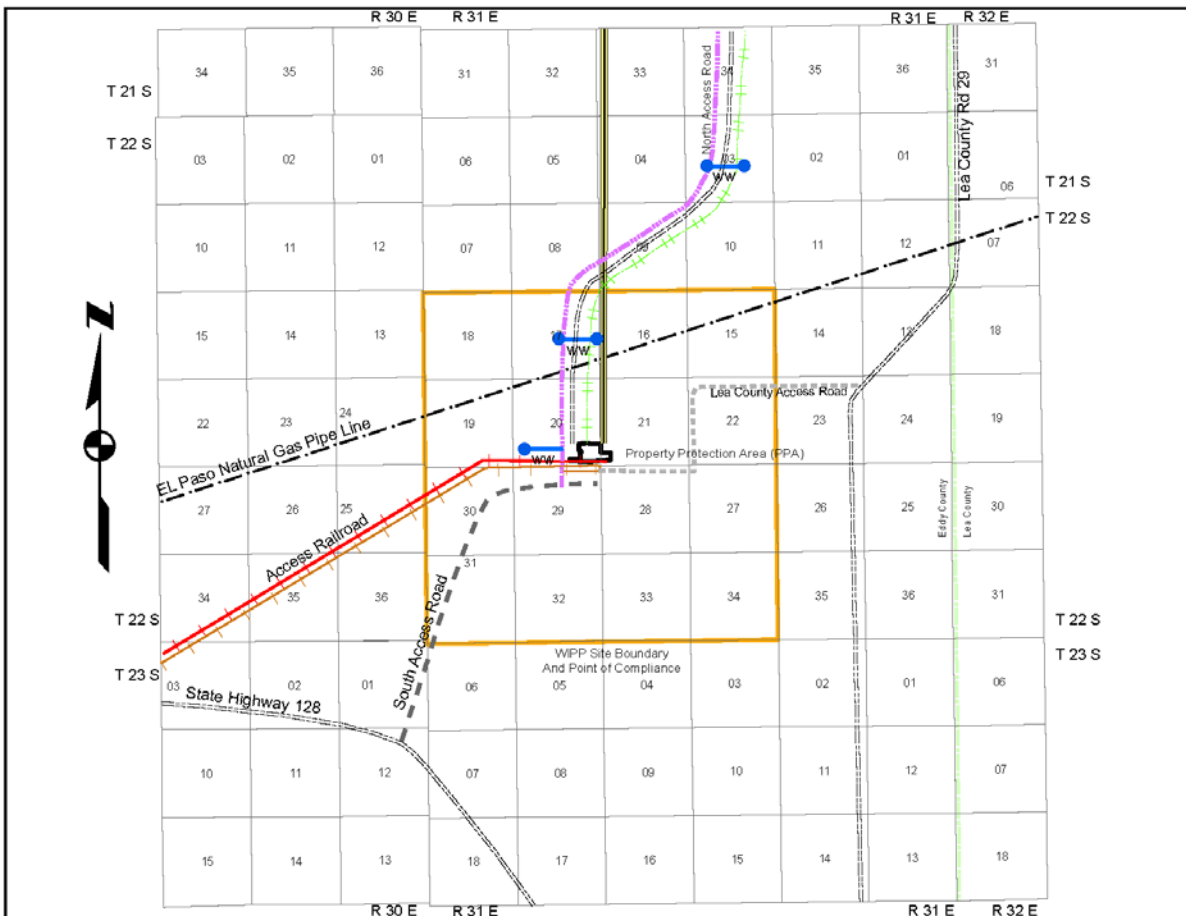 R 30 E R 31 E R 31 E R 32 E
34 35 36 31 32 33 34 35 36 31
T 21 S
North Access Road
Lea County Rd 29
T 22 S
03 02 01 06 05 04 03 02 01 06
WW
T 21 S
T 22 S
10 11 12 07 08 09 10 11 12 07
15 14 13 18 17 16 15 14 13 18
WW
Z
Lea County Access Road
22 23 24 19 20 21 22 23 24 19
EL Paso Natural Gas Pipe Line
WW
Property Protection Area (PPA)
27 26 25 30 29 28 27 26 25 30
Eddy County
Lea County
Access Railroad
31
34 35 36 32 33 34 35 36 31
South Access Road
T 22 S T 22 S
T 23 S T 23 S
WIPP Site Boundary
And Point of Compliance
03 02 01 06 05 04 03 02 01 06
State Highway 128
10 11 12 07 08 09 10 11 12 07
15 14 13 18 17 16 15 14 13 18
R 30 E R 31 E R 31 E R 32 E